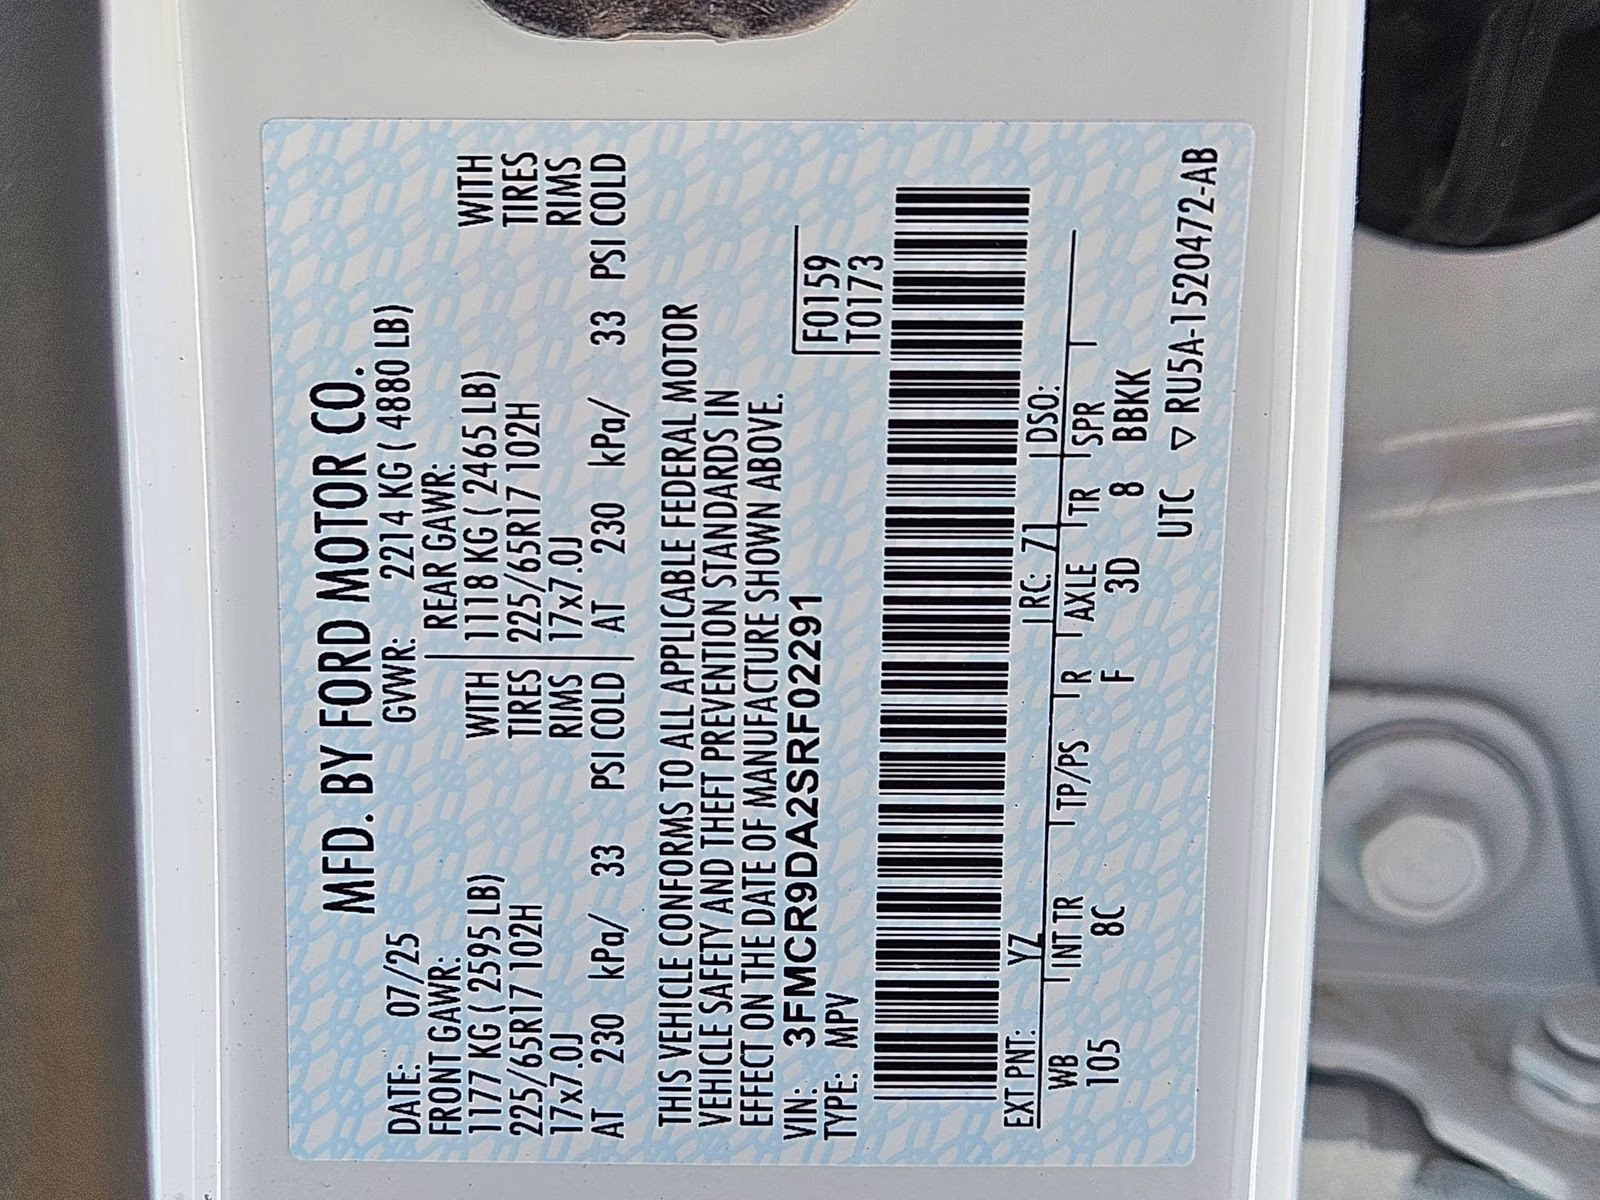 MFD. BY FORD MOTOR CO.
DATE: 07/25 GVWR: 2214 KG ( 4880 LB)
FRONT GAWR: REAR GAWR:
1177 KG ( 2595 LB) WITH 1118 KG ( 2465 LB) WITH
225/65R17 102H TIRES 225/65R17 102H TIRES
17x7.0J RIMS 17x7.0J RIMS
AT 230 kPa/ 33 PSI COLD AT 230 kPa/ 33 PSI COLD
THIS VEHICLE CONFORMS TO ALL APPLICABLE FEDERAL MOTOR
VEHICLE SAFETY AND THEFT PREVENTION STANDARDS IN
EFFECT ON THE DATE OF MANUFACTURE SHOWN ABOVE.
VIN: 3FMCR9DA2SRF02291 F0159
TYPE: MPV T0173
EXT PNT: YZ RC: 71 DSO:
WB INT TR TP/PS R AXLE TR SPR
105 8C F 3D 8 BBKK
UTC ▽ RU5A-1520472-AB